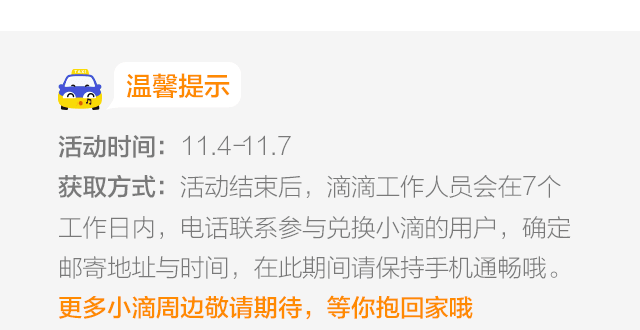 温馨提示
活动时间：11.4-11.7
获取方式：活动结束后，滴滴工作人员会在7个
工作日内，电话联系参与兑换小滴的用户，确定
邮寄地址与时间，在此期间请保持手机通畅哦。
更多小滴周边敬请期待，等你抱回家哦